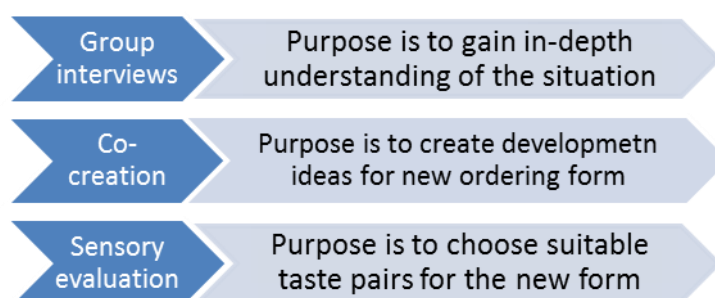 Group
interviews
Purpose is to gain in-depth
understanding of the situation
Co-
creation
Purpose is to create developmetn
ideas for new ordering form
Sensory
evaluation
Purpose is to choose suitable
taste pairs for the new form